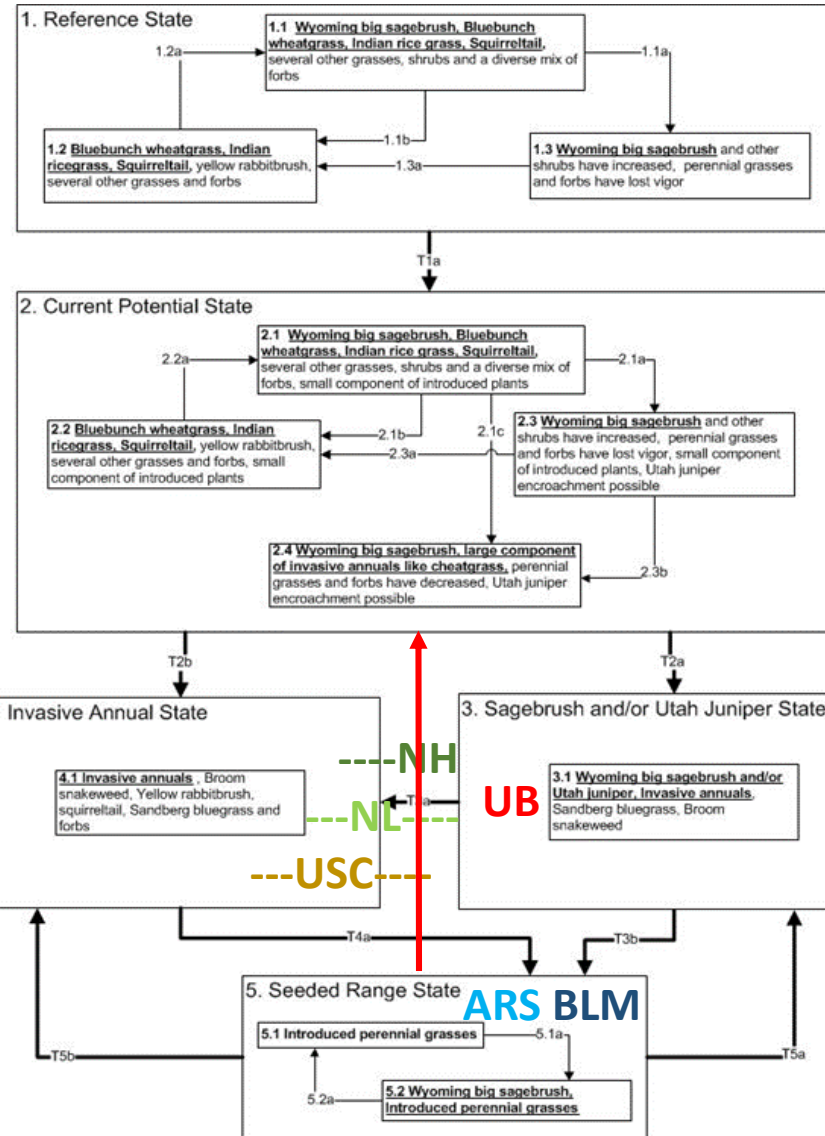 1. Reference State
1.1 Wyoming big sagebrush, Bluebunch
wheatgrass, Indian rice grass, Squirreltail,
several other grasses, shrubs and a diverse mix of
forbs
1.2a
1.1a
1.1b
1.2 Bluebunch wheatgrass, Indian
ricegrass, Squirreltail, yellow rabbitbrush,
several other grasses and forbs
1.3a
1.3 Wyoming big sagebrush and other
shrubs have increased, perennial grasses
and forbs have lost vigor
T1a
2. Current Potential State
2.1 Wyoming big sagebrush, Bluebunch
wheatgrass, Indian rice grass, Squirreltail,
several other grasses, shrubs and a diverse mix of
forbs, small component of introduced plants
2.2a
2.1a
2.2 Bluebunch wheatgrass, Indian
ricegrass, Squirreltail, yellow rabbitbrush,
several other grasses and forbs, small
component of introduced plants
2.1b
2.1c
2.3a
2.3 Wyoming big sagebrush and other
shrubs have increased, perennial grasses
and forbs have lost vigor, small component
of introduced plants, Utah juniper
encroachment possible
2.4 Wyoming big sagebrush, large component
of invasive annuals like cheatgrass, perennial
grasses and forbs have decreased, Utah juniper
encroachment possible
2.3b
T2b
T2a
Invasive Annual State
3. Sagebrush and/or Utah Juniper State
4.1 Invasive annuals , Broom
snakeweed, Yellow rabbitbrush,
squirreltail, Sandberg bluegrass and
forbs
----NH
---NL----
---USC----
UB
3.1 Wyoming big sagebrush and/or
Utah juniper, Invasive annuals,
Sandberg bluegrass, Broom
snakeweed
T4a
T3b
5. Seeded Range State
ARS BLM
5.1 Introduced perennial grasses
5.1a
5.2a
5.2 Wyoming big sagebrush,
Introduced perennial grasses
T5b
T5a